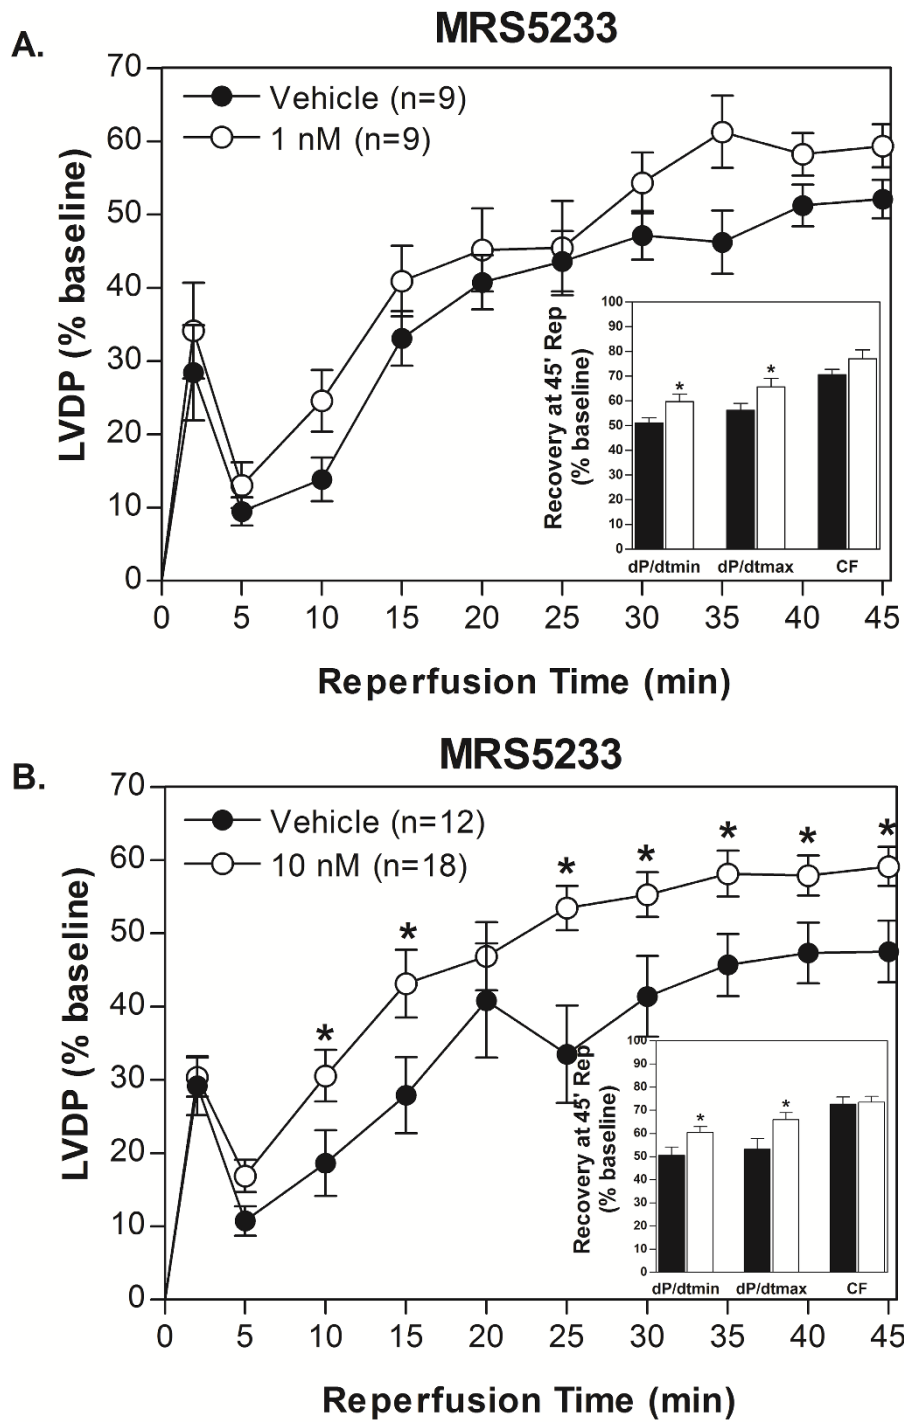 A.
MRS5233
Vehicle (n=9)
1 nM (n=9)
LVDP (% baseline)
70
60
50
40
30
20
10
0
0 5 10 15 20 25 30 35 40 45
Reperfusion Time (min)
Recovery at 45' Rep
(% baseline)
100
90
80
70
60
50
40
30
20
10
0
* *
dP/dtmin dP/dtmax CF
B.
MRS5233
Vehicle (n=12)
10 nM (n=18)
* * * * * * *
LVDP (% baseline)
70
60
50
40
30
20
10
0
0 5 10 15 20 25 30 35 40 45
Reperfusion Time (min)
Recovery at 45' Rep
(% baseline)
100
90
80
70
60
50
40
30
20
10
0
* *
dP/dtmin dP/dtmax CF